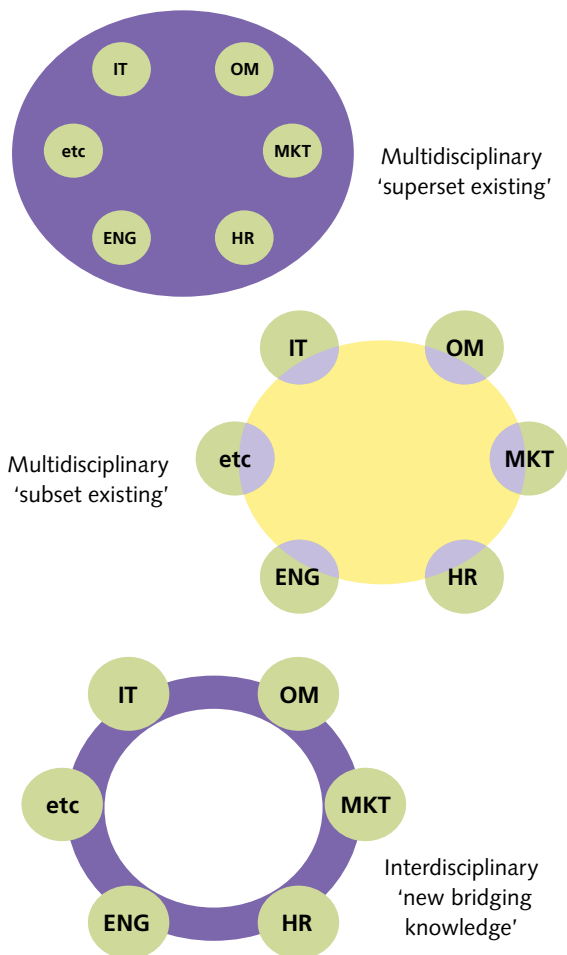 IT
OM
etc
MKT
ENG
HR
Multidisciplinary
‘superset existing’
IT
OM
etc
MKT
ENG
HR
Multidisciplinary
‘subset existing’
IT
OM
etc
MKT
ENG
HR
Interdisciplinary
‘new bridging
knowledge’